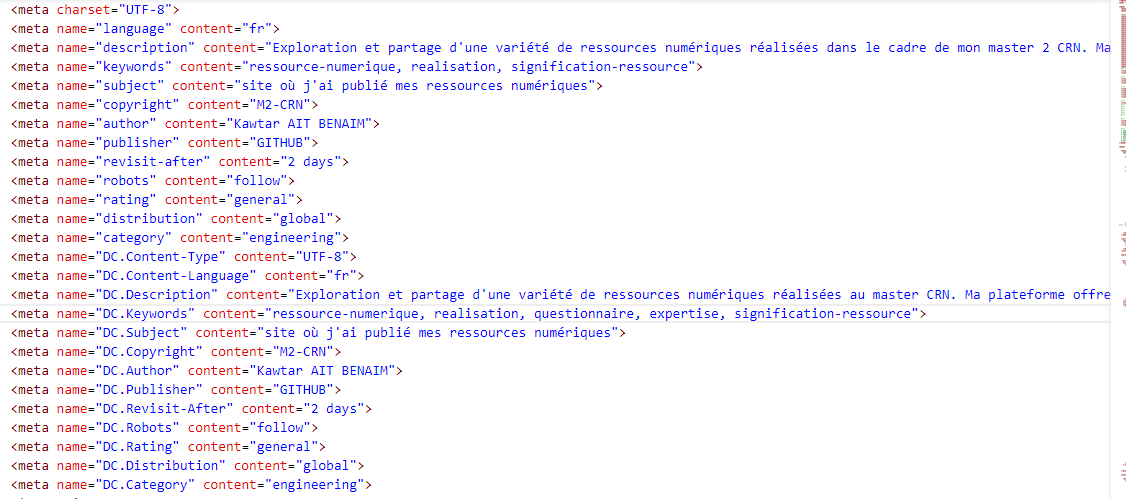 <meta charset="UTF-8">
<meta name="language" content="fr">
<meta name="description" content="Exploration et partage d'une variété de ressources numériques réalisées dans le cadre de mon master 2 CRN. Ma
<meta name="keywords" content="ressource-numerique, realisation, signification-ressource">
<meta name="subject" content="site où j'ai publié mes ressources numériques">
<meta name="copyright" content="M2-CRN">
<meta name="author" content="Kawtar AIT BENAIM">
<meta name="publisher" content="GITHUB">
<meta name="revisit-after" content="2 days">
<meta name="robots" content="follow">
<meta name="rating" content="general">
<meta name="distribution" content="global">
<meta name="category" content="engineering">
<meta name="DC.Content-Type" content="UTF-8">
<meta name="DC.Content-Language" content="fr">
<meta name="DC.Description" content="Exploration et partage d'une variété de ressources numériques réalisées au master CRN. Ma plateforme offre
<meta name="DC.Keywords" content="ressource-numerique, realisation, questionnaire, expertise, signification-ressource">
<meta name="DC.Subject" content="site où j'ai publié mes ressources numériques">
<meta name="DC.Copyright" content="M2-CRN">
<meta name="DC.Author" content="Kawtar AIT BENAIM">
<meta name="DC.Publisher" content="GITHUB">
<meta name="DC.Revisit-After" content="2 days">
<meta name="DC.Robots" content="follow">
<meta name="DC.Rating" content="general">
<meta name="DC.Distribution" content="global">
<meta name="DC.Category" content="engineering">